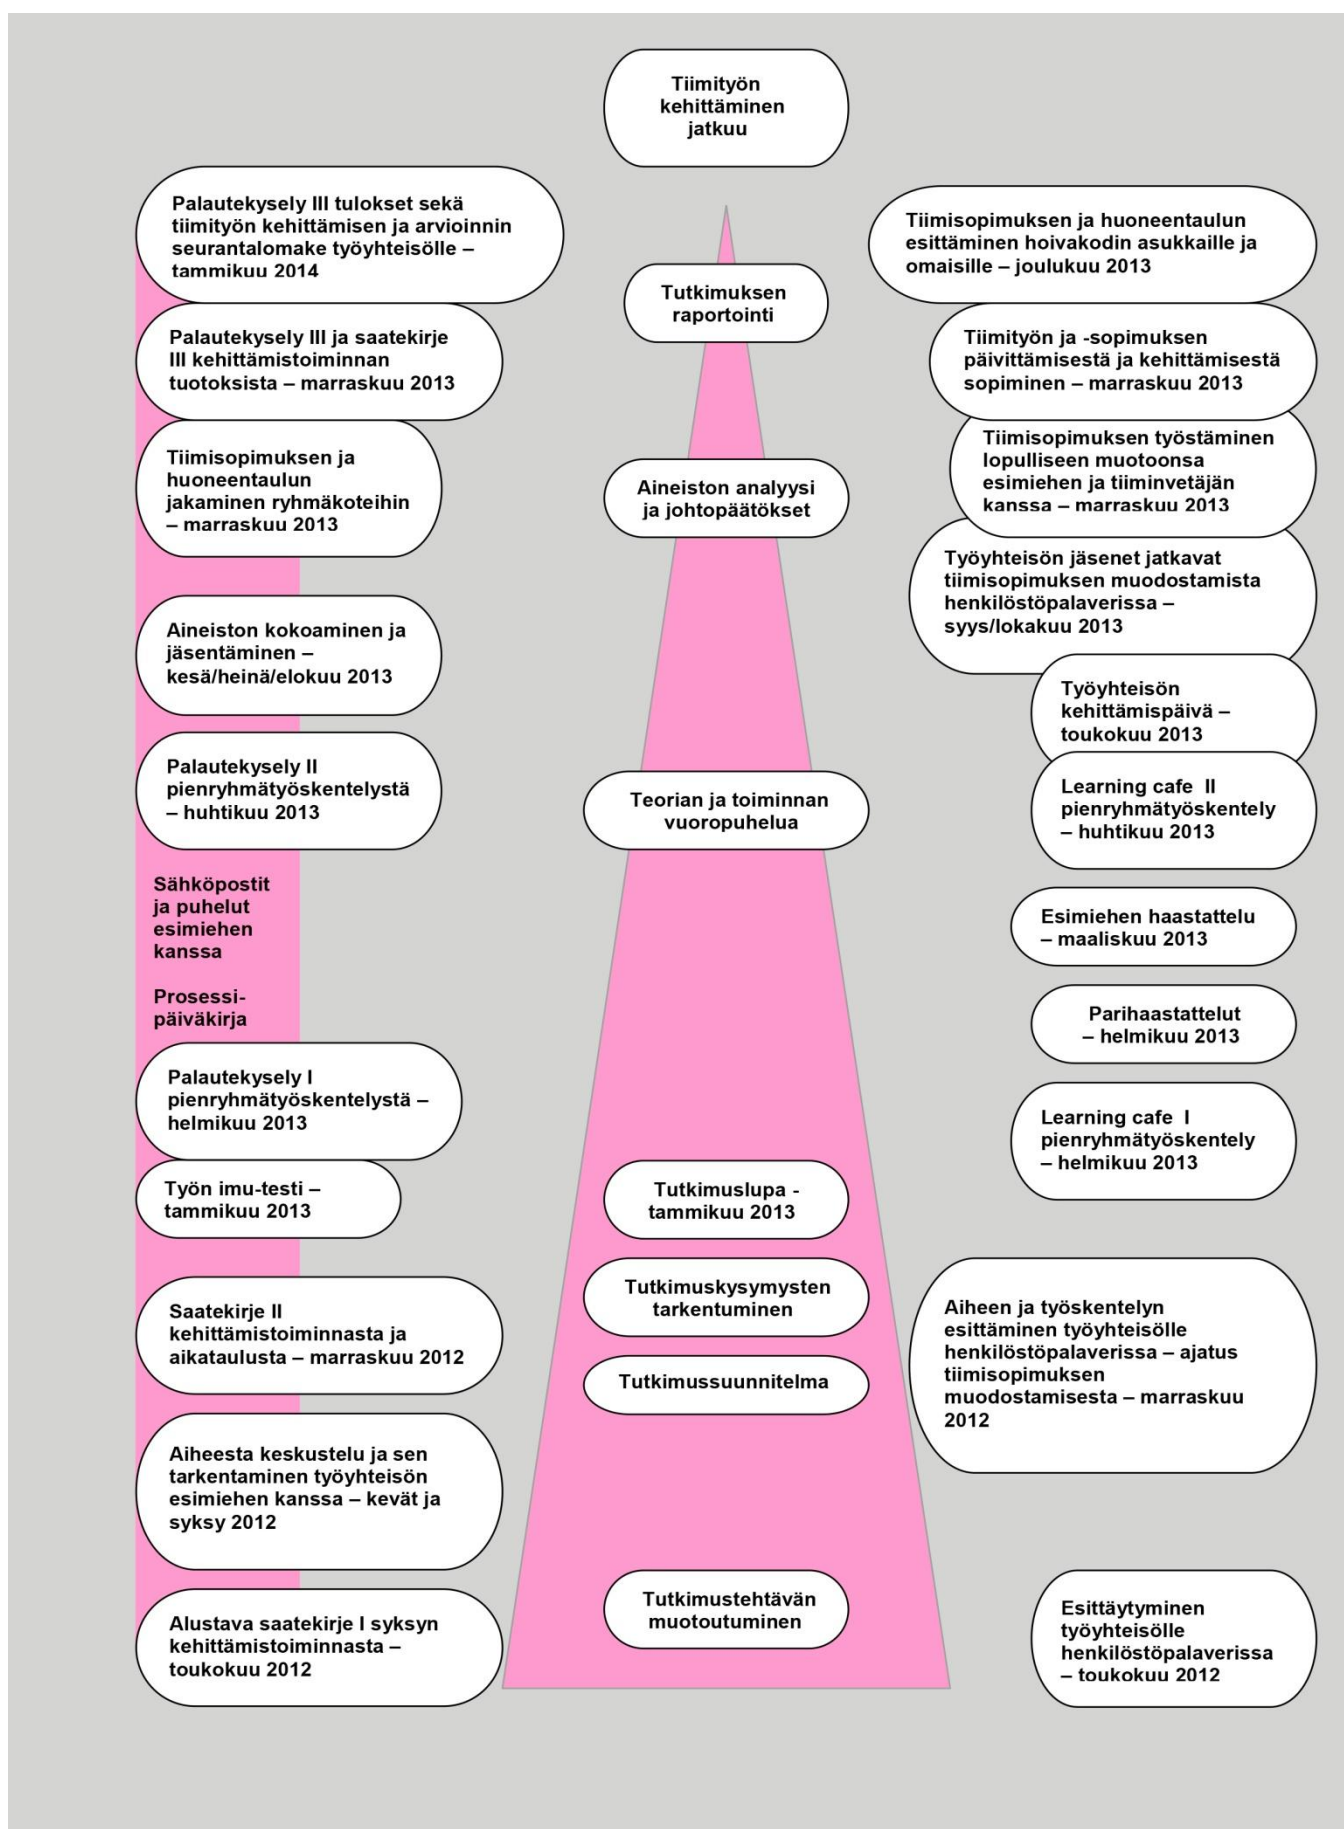 Tiimityön
kehittäminen
jatkuu
Palautekysely III tulokset sekä
tiimityön kehittämisen ja arvioinnin
seurantalomake työyhteisölle –
tammikuu 2014
Palautekysely III ja saatekirje
III kehittämistoiminnan
tuotoksista – marraskuu 2013
Tiimisopimuksen ja
huoneentaulun
jakaminen ryhmäkoteihin
– marraskuu 2013
Aineiston kokoaminen ja
jäsentäminen –
kesä/heinä/elokuu 2013
Palautekysely II
pienryhmätyöskentelystä
– huhtikuu 2013
Sähköpostit
ja puhelut
esimiehen
kanssa
Prosessi-
päiväkirja
Palautekysely I
pienryhmätyöskentelystä –
helmikuu 2013
Työn imu-testi –
tammikuu 2013
Saatekirje II
kehittämistoiminnasta ja
aikataulusta – marraskuu 2012
Aiheesta keskustelu ja sen
tarkentaminen työyhteisön
esimiehen kanssa – kevät ja
syksy 2012
Alustava saatekirje I syksyn
kehittämistoiminnasta –
toukokuu 2012
Tutkimuksen
raportointi
Aineiston analyysi
ja johtopäätökset
Teorian ja toiminnan
vuoropuhelua
Tutkimuslupa -
tammikuu 2013
Tutkimuskysymysten
tarkentuminen
Tutkimussuunnitelma
Tutkimustehtävän
muotoutuminen
Tiimisopimuksen ja huoneentaulun
esittäminen hoivakodin asukkaille ja
omaisille – joulukuu 2013
Tiimityön ja -sopimuksen
päivittämisestä ja kehittämisestä
sopiminen – marraskuu 2013
Tiimisopimuksen työstäminen
lopulliseen muotoonsa
esimiehen ja tiiminvetäjän
kanssa – marraskuu 2013
Työyhteisön jäsenet jatkavat
tiimisopimuksen muodostamista
henkilöstöpalaverissa –
syys/lokakuu 2013
Työyhteisön
kehittämispäivä –
toukokuu 2013
Learning cafe II
pienryhmätyöskentely
– huhtikuu 2013
Esimiehen haastattelu
– maaliskuu 2013
Parihaastattelut
– helmikuu 2013
Learning cafe I
pienryhmätyöskentely
– helmikuu 2013
Aiheen ja työskentelyn
esittäminen työyhteisölle
henkilöstöpalaverissa – ajatus
tiimisopimuksen
muodostamisesta – marraskuu
2012
Esittäytyminen
työyhteisölle
henkilöstöpalaverissa
– toukokuu 2012